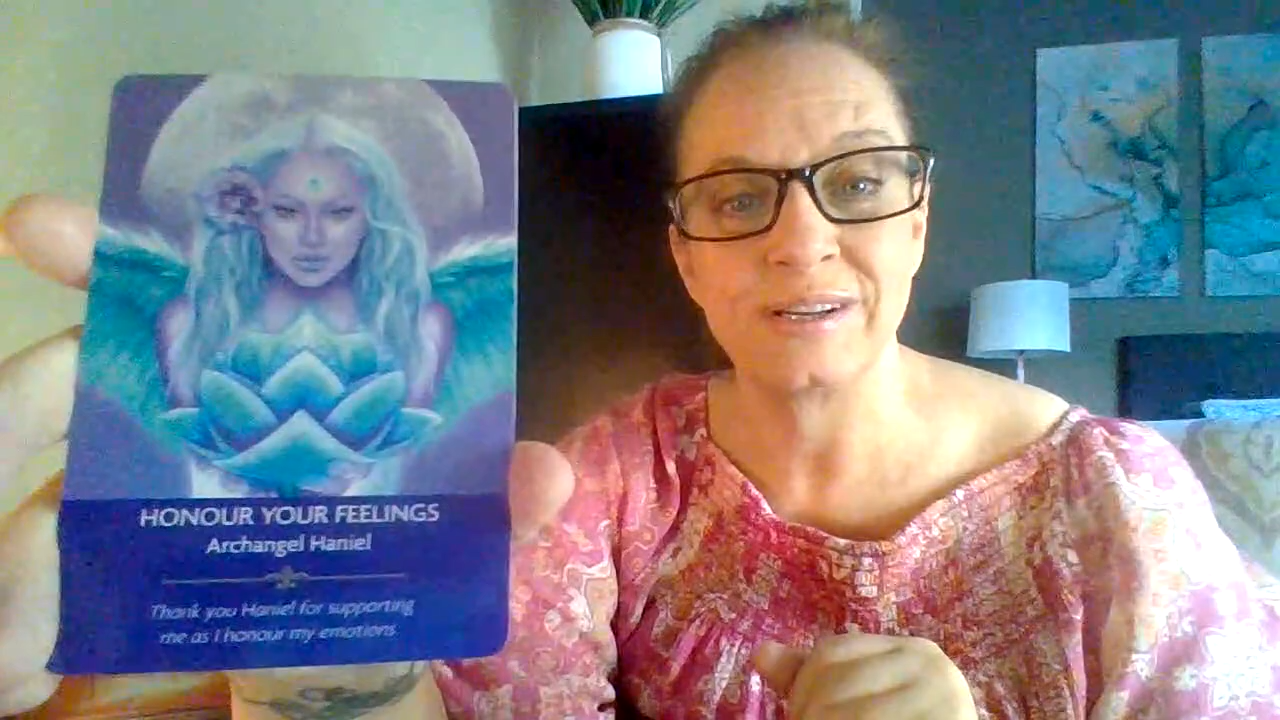 HONOUR YOUR FEELINGS
Archangel Haniel
Thank you Haniel for supporting
me as I honour my emotions